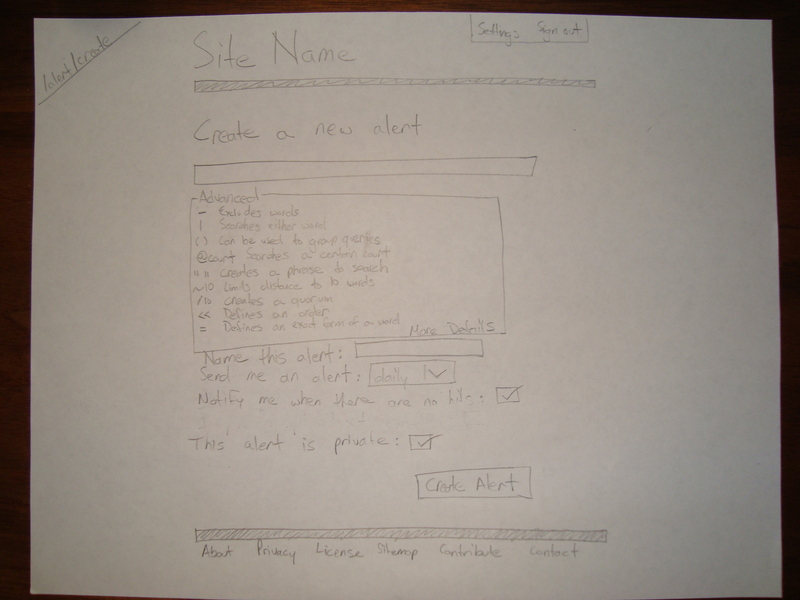 /alert/create
Settings Sign out
Site Name
Create a new alert
Advanced
- Excludes words
| Searches either word
( ) Can be used to group queries
@court Searches a certain court
" " Creates a phrase to search
~10 Limits distance to 10 words
/10 Creates a quorum
<< Defines an order
= Defines an exact form of a word
More Details
Name this alert:
Send me an alert: daily
Notify me when there are no hits:
This alert is private:
Create Alert
About Privacy License Sitemap Contribute Contact